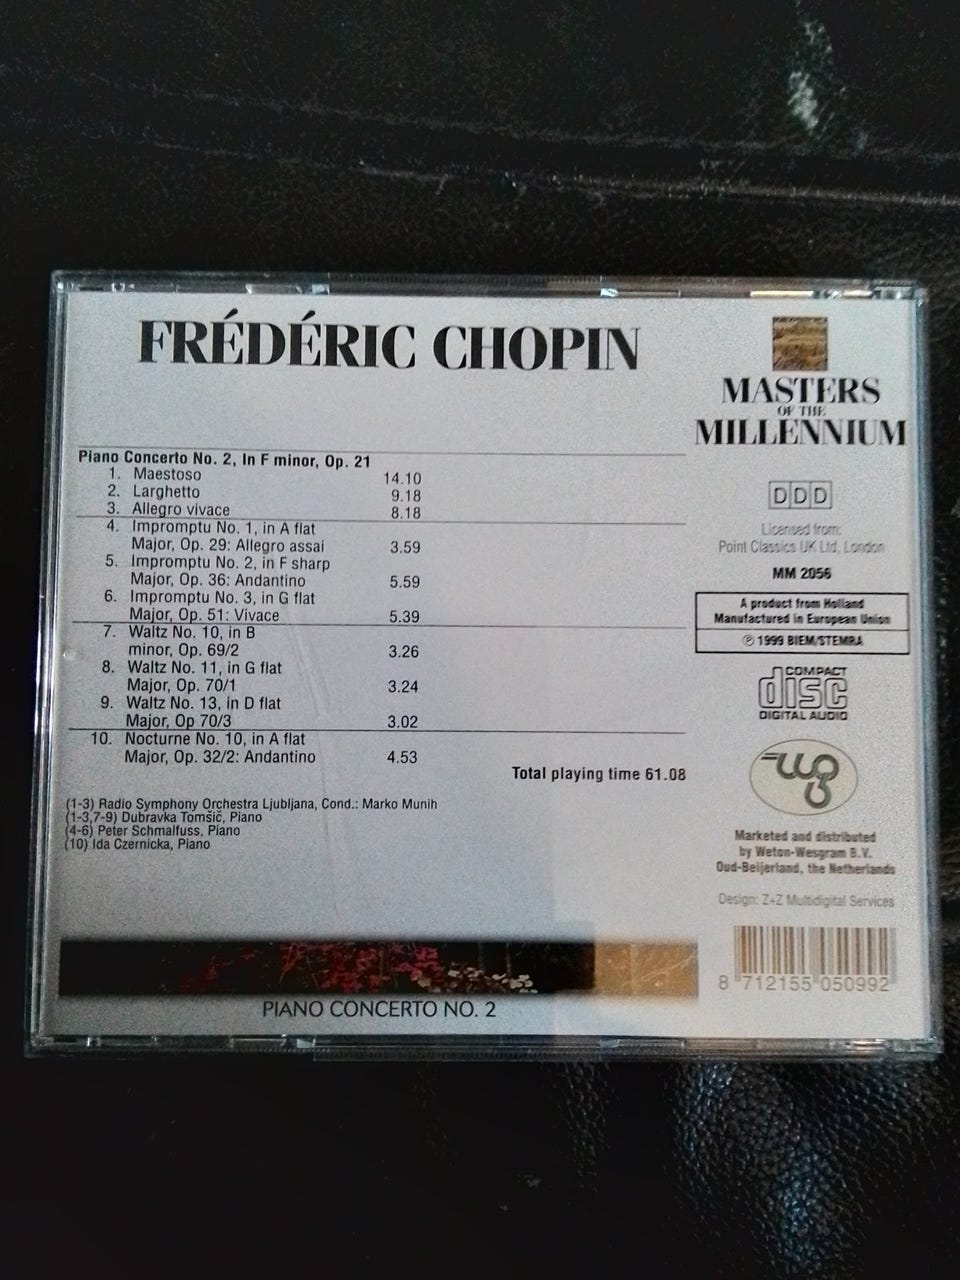 FRÉDÉRIC CHOPIN
Piano Concerto No. 2, In F minor, Op. 21
1. Maestoso 14.10
2. Larghetto 9.18
3. Allegro vivace 8.18
4. Impromptu No. 1, in A flat
Major, Op. 29: Allegro assai 3.59
5. Impromptu No. 2, in F sharp
Major, Op. 36: Andantino 5.59
6. Impromptu No. 3, in G flat
Major, Op. 51: Vivace 5.39
7. Waltz No. 10, in B
minor, Op. 69/2 3.26
8. Waltz No. 11, in G flat
Major, Op. 70/1 3.24
9. Waltz No. 13, in D flat
Major, Op 70/3 3.02
10. Nocturne No. 10, in A flat
Major, Op. 32/2: Andantino 4.53
Total playing time 61.08
(1-3) Radio Symphony Orchestra Ljubljana, Cond.: Marko Munih
(1-3,7-9) Dubravka Tomšič, Piano
(4-6) Peter Schmalfuss, Piano
(10) Ida Czernicka, Piano
PIANO CONCERTO NO. 2
MASTERS
OF THE
MILLENNIUM
DDD
Licensed from:
Point Classics UK Ltd, London
MM 2056
A product from Holland
Manufactured in European Union
℗ 1999 BIEM/STEMRA
COMPACT
disc
DIGITAL AUDIO
wg
Marketed and distributed
by Weton-Wesgram B.V.
Oud-Beijerland, the Netherlands
Design: Z+Z Multidigital Services
8 712155 050992